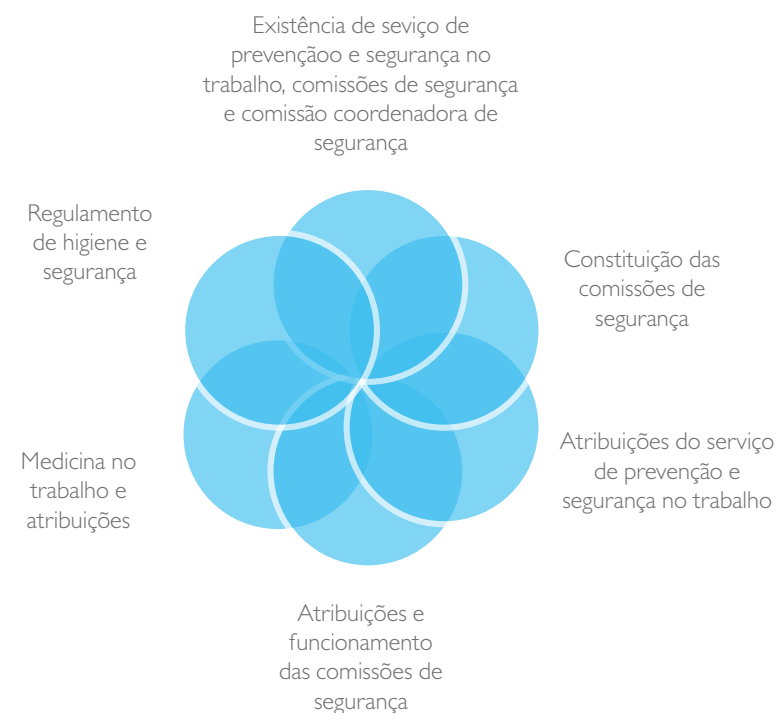 Existência de seviço de
prevençãoo e segurança no
trabalho, comissões de segurança
e comissão coordenadora de
segurança
Regulamento
de higiene e
segurança
Constituição das
comissões de
segurança
Atribuições do serviço
de prevenção e
segurança no trabalho
Medicina no
trabalho e
atribuições
Atribuições e
funcionamento
das comissões de
segurança